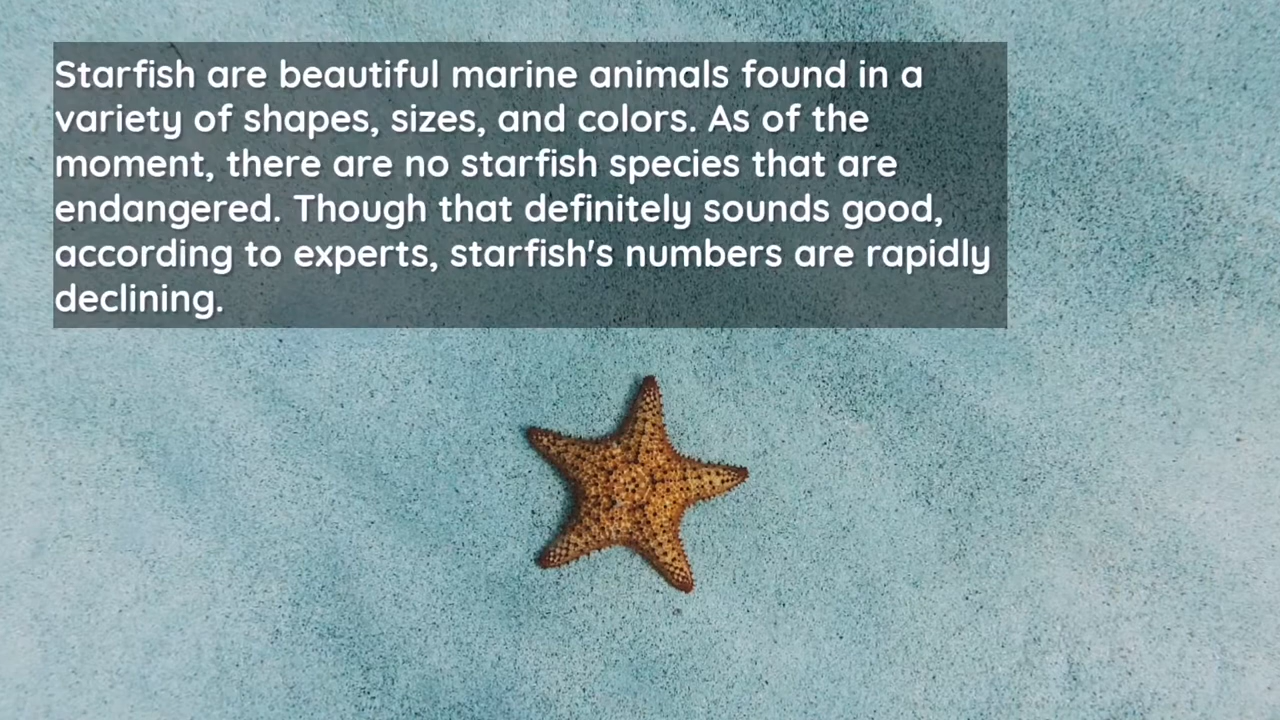 Starfish are beautiful marine animals found in a
variety of shapes, sizes, and colors. As of the
moment, there are no starfish species that are
endangered. Though that definitely sounds good,
according to experts, starfish's numbers are rapidly
declining.